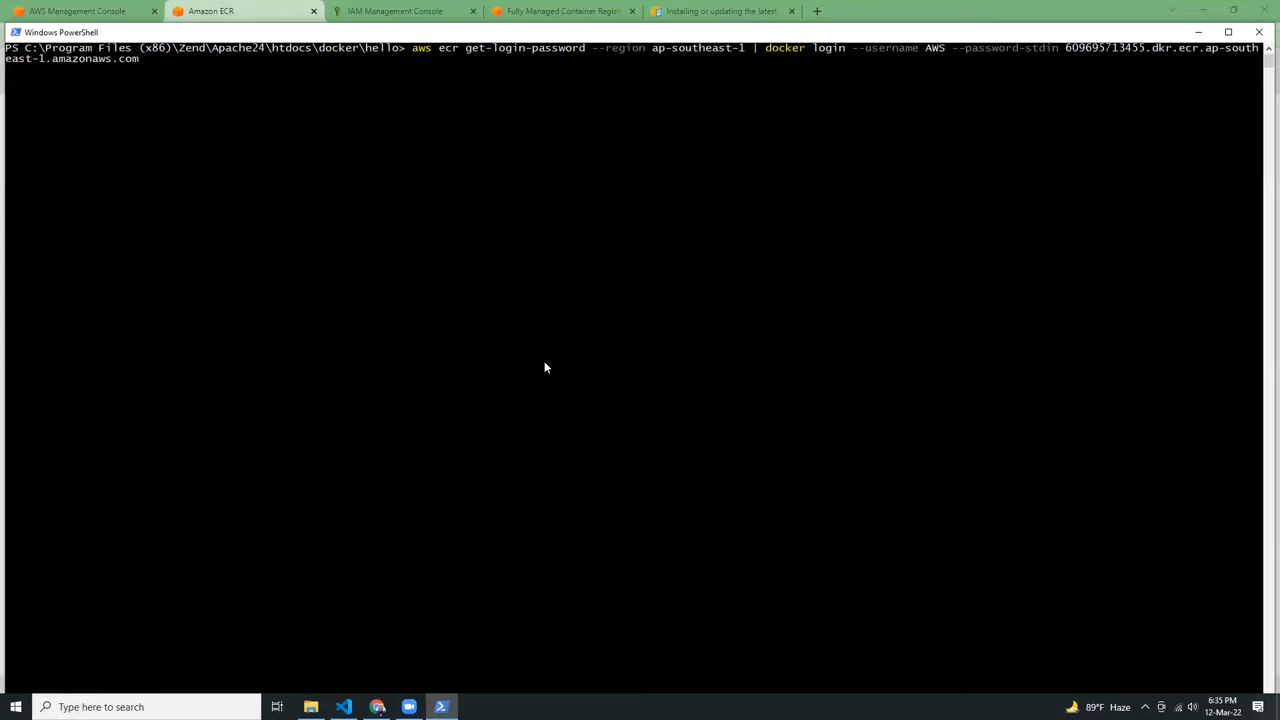 AWS Management Console
Amazon ECR
IAM Management Console
Fully Managed Container Registr
Installing or updating the latest
Windows PowerShell
PS C:\Program Files (x86)\Zend\Apache24\htdocs\docker\hello> aws ecr get-login-password --region ap-southeast-1 | docker login --username AWS --password-stdin 609695713455.dkr.ecr.ap-south
east-1.amazonaws.com
Type here to search
89°F Haze
6:35 PM
12-Mar-22